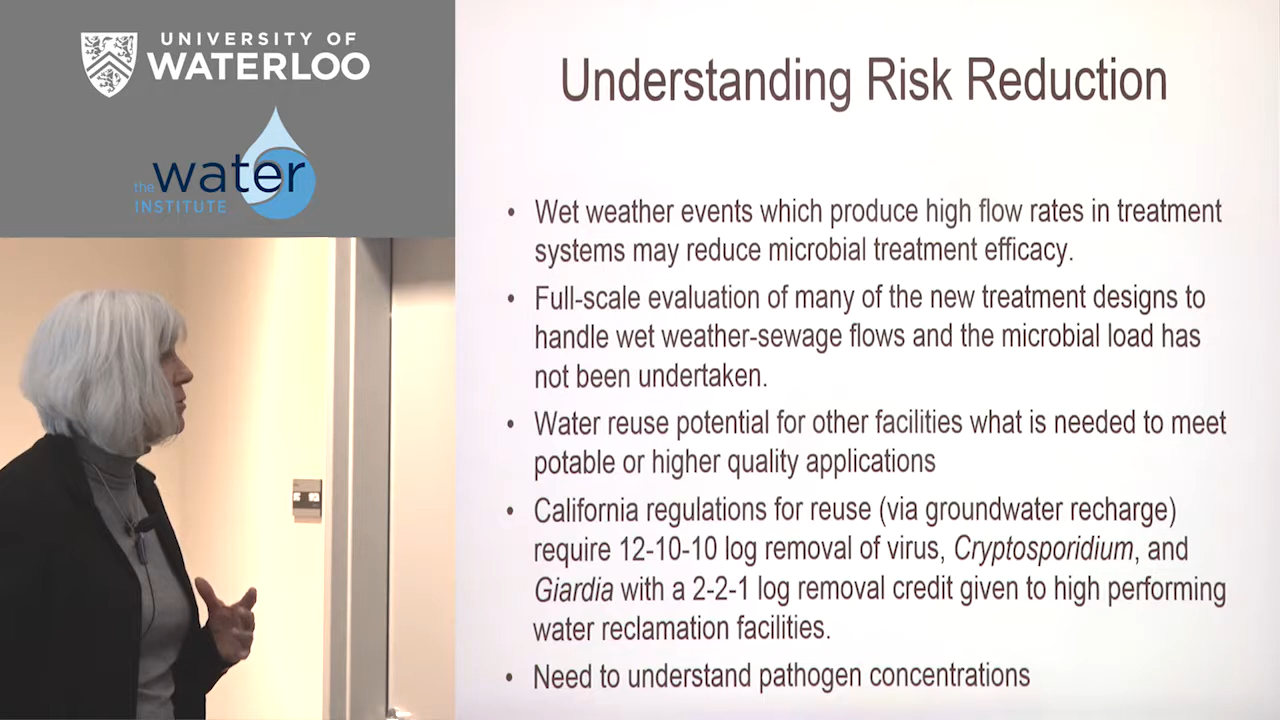 UNIVERSITY OF
WATERLOO
the water
INSTITUTE
Understanding Risk Reduction
• Wet weather events which produce high flow rates in treatment
systems may reduce microbial treatment efficacy.
• Full-scale evaluation of many of the new treatment designs to
handle wet weather-sewage flows and the microbial load has
not been undertaken.
• Water reuse potential for other facilities what is needed to meet
potable or higher quality applications
• California regulations for reuse (via groundwater recharge)
require 12-10-10 log removal of virus, Cryptosporidium, and
Giardia with a 2-2-1 log removal credit given to high performing
water reclamation facilities.
• Need to understand pathogen concentrations